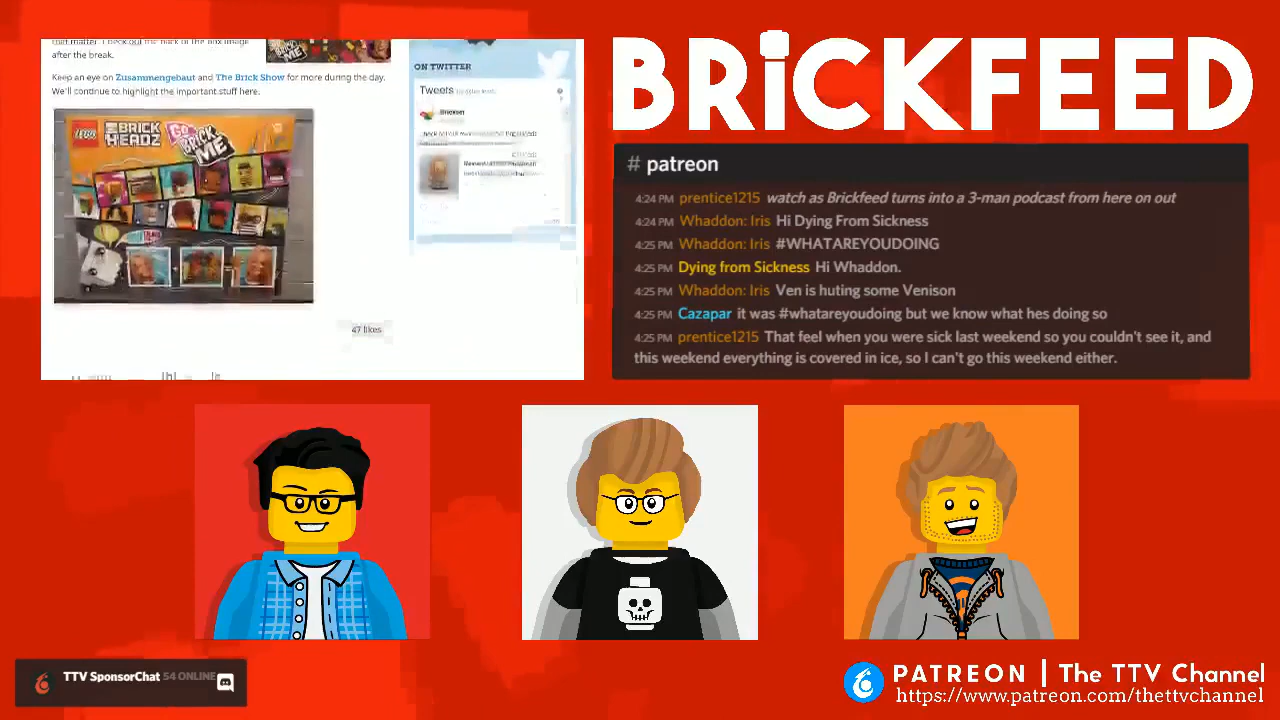 after the break.
Keep an eye on Zusammengebaut and The Brick Show for more during the day.
We'll continue to highlight the important stuff here.
LEGO BRICK HEADZ GO BRICK ME
47 likes
ON TWITTER
Tweets
Brickset
BRiCKFEED
# patreon
4:24 PM prentice1215 watch as Brickfeed turns into a 3-man podcast from here on out
4:24 PM Whaddon: Iris Hi Dying From Sickness
4:25 PM Whaddon: Iris #WHATAREYOUDOING
4:25 PM Dying from Sickness Hi Whaddon.
4:25 PM Whaddon: Iris Ven is huting some Venison
4:25 PM Cazapar it was #whatareyoudoing but we know what hes doing so
4:25 PM prentice1215 That feel when you were sick last weekend so you couldn't see it, and
this weekend everything is covered in ice, so I can't go this weekend either.
TTV SponsorChat 54 ONLINE
PATREON | The TTV Channel
https://www.patreon.com/thettvchannel